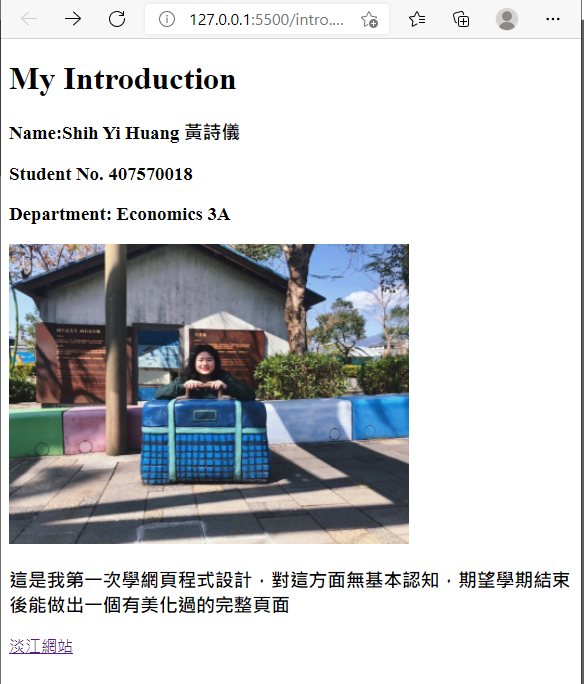 127.0.0.1:5500/intro....
My Introduction
Name:Shih Yi Huang 黃詩儀
Student No. 407570018
Department: Economics 3A
這是我第一次學網頁程式設計，對這方面無基本認知，期望學期結束
後能做出一個有美化過的完整頁面
淡江網站